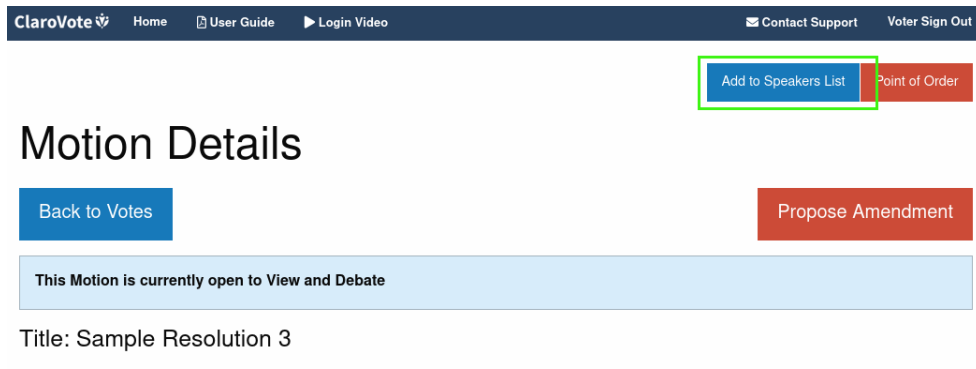 ClaroVote Home User Guide Login Video Contact Support Voter Sign Out
Add to Speakers List Point of Order
Motion Details
Back to Votes Propose Amendment
This Motion is currently open to View and Debate
Title: Sample Resolution 3